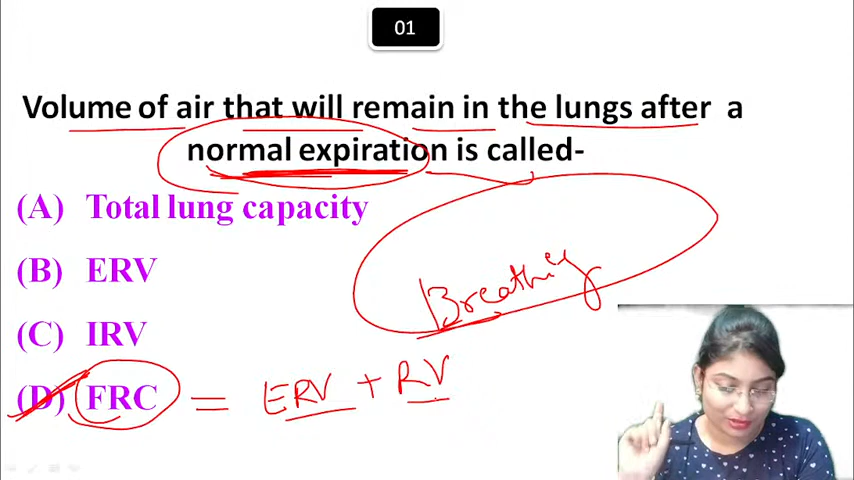 01
Volume of air that will remain in the lungs after a
normal expiration is called-
(A) Total lung capacity
(B) ERV
Breathing
(C) IRV
(D) FRC = ERV + RV